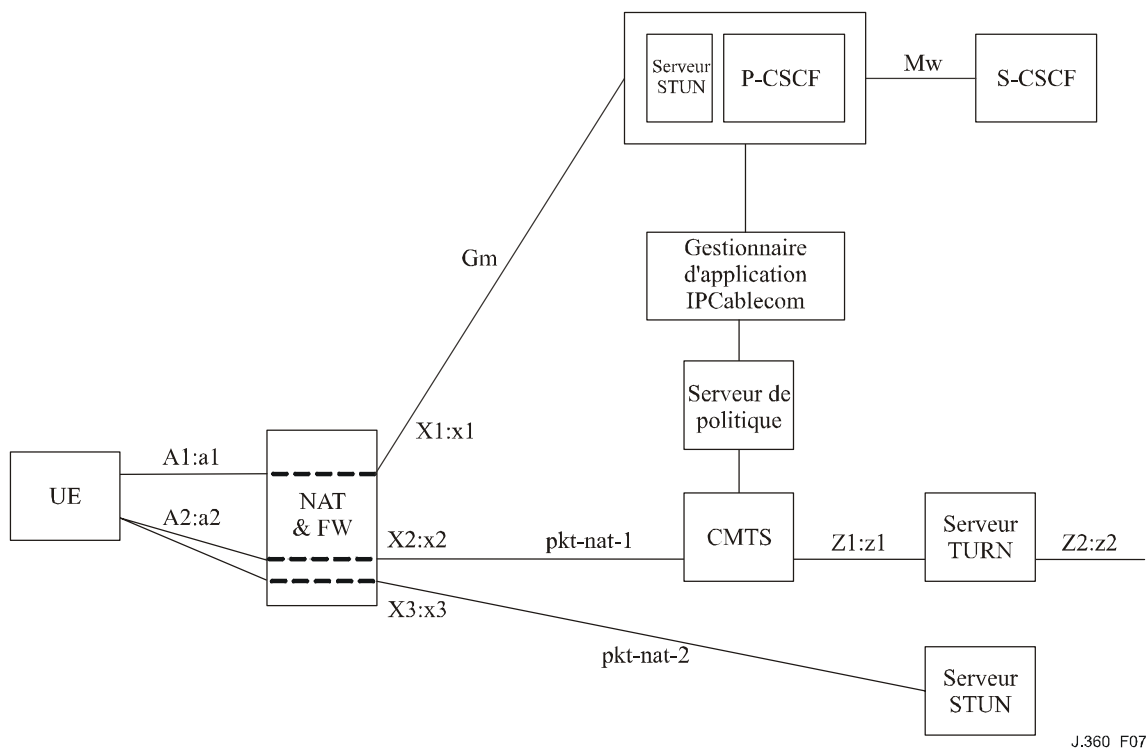 Serveur
STUN
P-CSCF
Mw
S-CSCF
Gm
Gestionnaire
d'application
IPCablecom
Serveur de
politique
X1:x1
A1:a1
UE
NAT
& FW
A2:a2
X2:x2
pkt-nat-1
CMTS
Z1:z1
Serveur
TURN
Z2:z2
X3:x3
pkt-nat-2
Serveur
STUN
J.360_F07